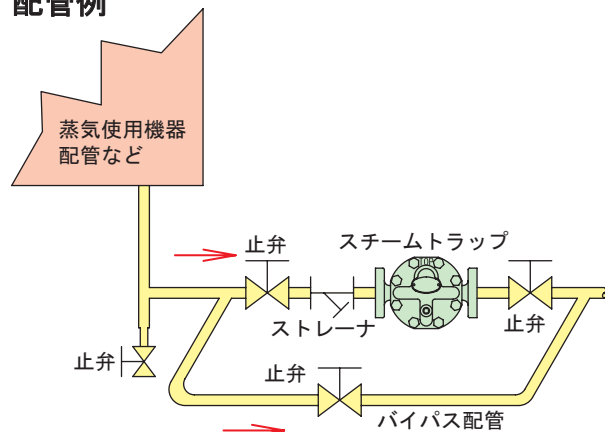 配管例
蒸気使用機器
配管など
止弁
スチームトラップ
ストレーナ
止弁
止弁
止弁
バイパス配管